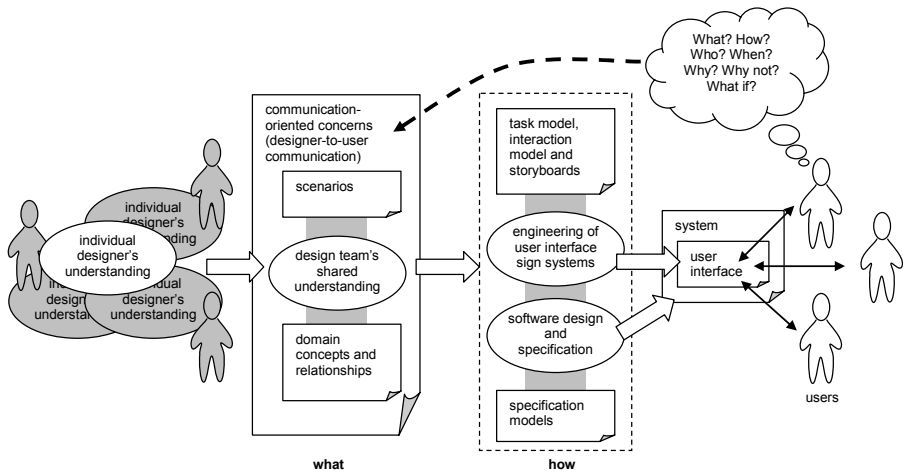 What? How?
Who? When?
Why? Why not?
What if?
communication-
oriented concerns
(designer-to-user
communication)
scenarios
design team's
shared
understanding
domain
concepts and
relationships
what
individual
designer's
individual
designer's
understanding
individual
designer's
understanding
understanding
task model,
interaction
model and
storyboards
engineering of
user interface
sign systems
software design
and
specification
specification
models
how
system
user
interface
users